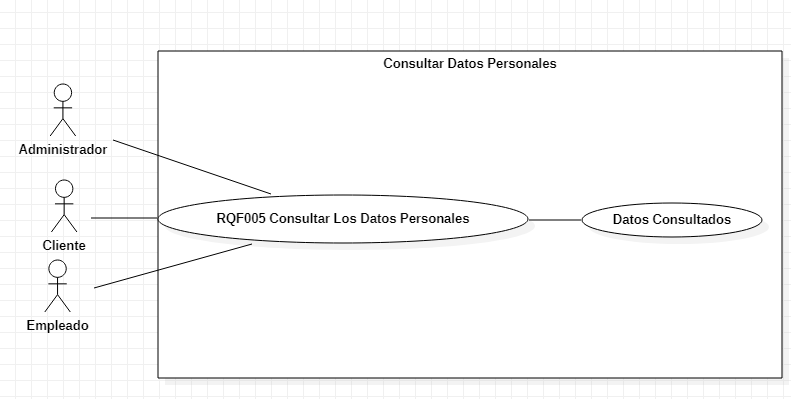 Consultar Datos Personales
Administrador
RQF005 Consultar Los Datos Personales
Datos Consultados
Cliente
Empleado